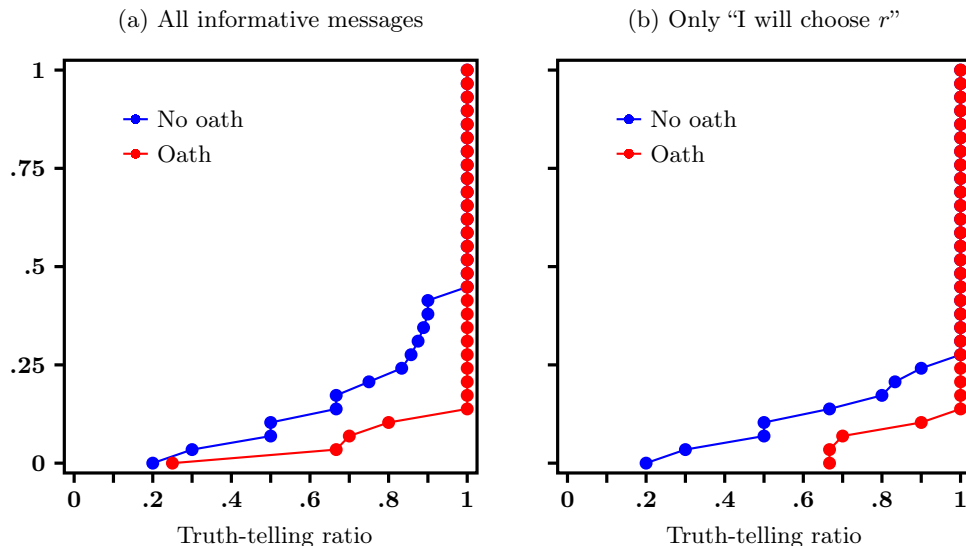 (a) All informative messages
No oath
Oath
1
.75
.5
.25
0
0 .2 .4 .6 .8 1
Truth-telling ratio
(b) Only “I will choose r”
No oath
Oath
0 .2 .4 .6 .8 1
Truth-telling ratio